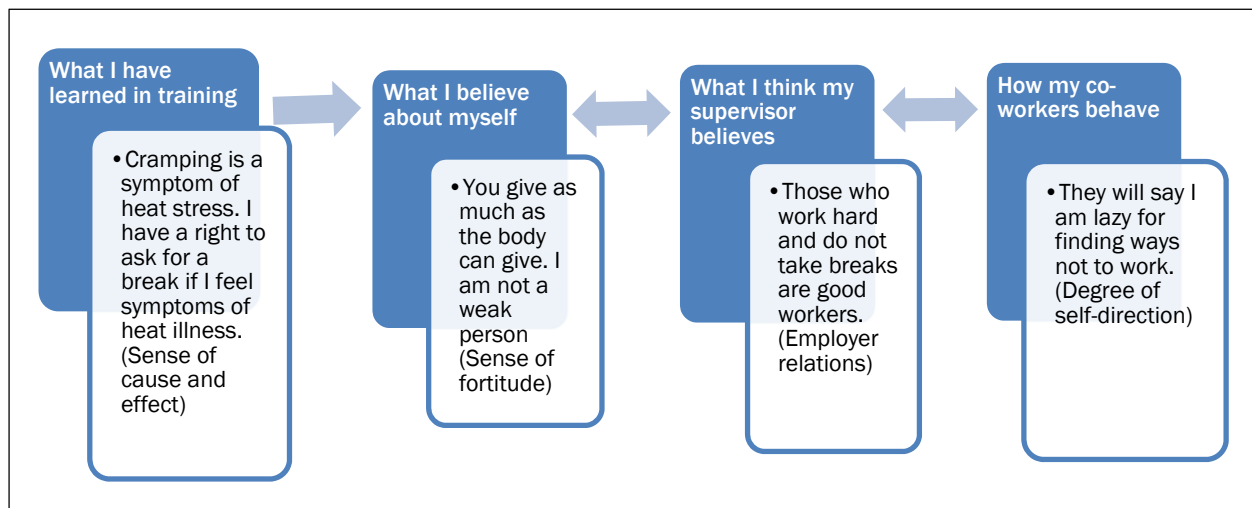 What I have
learned in training
• Cramping is a
symptom of
heat stress. I
have a right to
ask for a
break if I feel
symptoms of
heat illness.
(Sense of
cause and
effect)
What I believe
about myself
• You give as
much as
the body
can give. I
am not a
weak
person
(Sense of
fortitude)
What I think my
supervisor
believes
• Those who
work hard
and do not
take breaks
are good
workers.
(Employer
relations)
How my co-
workers behave
• They will say I
am lazy for
finding ways
not to work.
(Degree of
self-direction)